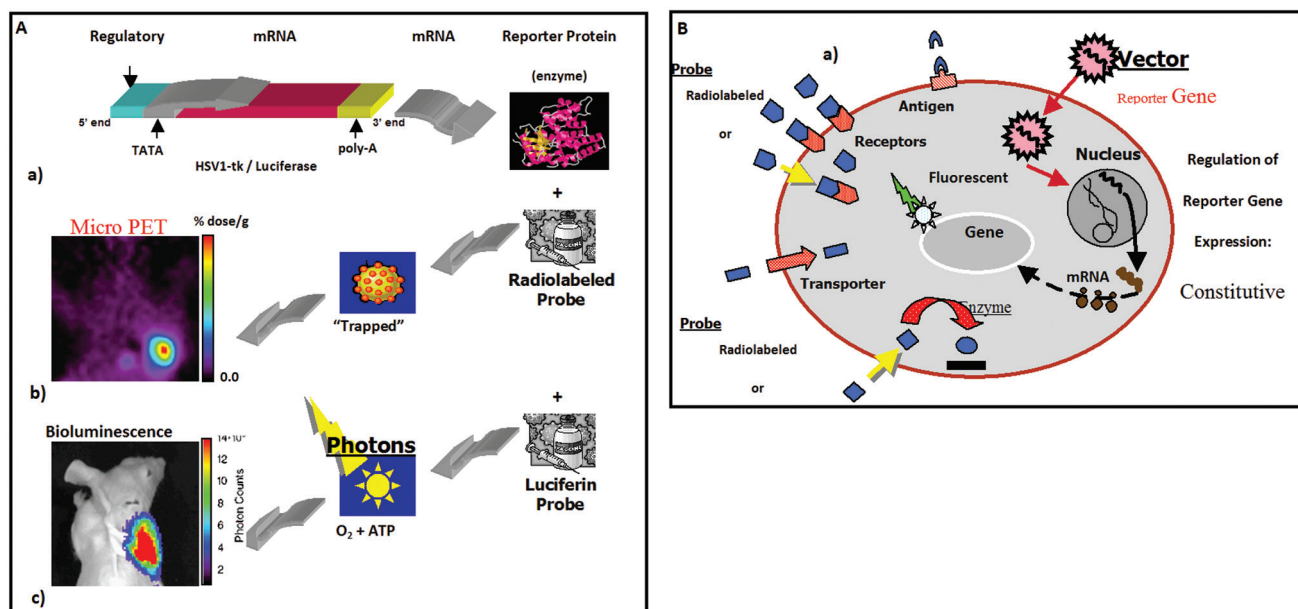 A
Regulatory mRNA mRNA Reporter Protein
(enzyme)
5' end 3' end
TATA poly-A
HSV1-tk / Luciferase
a)
+
Micro PET % dose/g
0.0
"Trapped"
Radiolabeled
Probe
b)
+
Bioluminescence
Photon Counts
14
12
10
8
6
4
2
Photons
O₂ + ATP
Luciferin
Probe
c)
B
a)
Vector
Reporter Gene
Probe
Radiolabeled
or
Antigen
Receptors
Fluorescent
Nucleus
Gene
mRNA
Regulation of
Reporter Gene
Expression:
Constitutive
Transporter
Enzyme
Probe
Radiolabeled
or